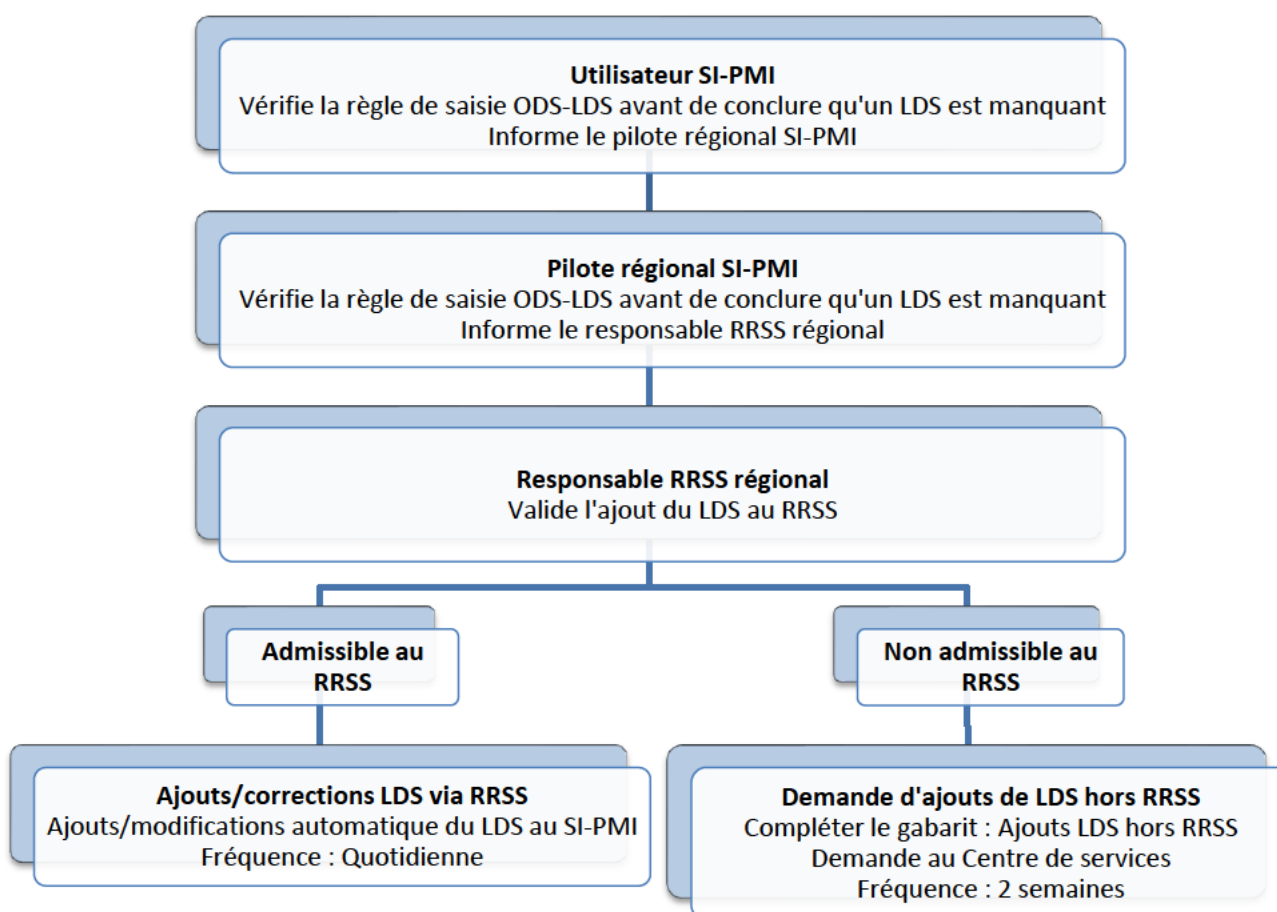 Utilisateur SI-PMI
Vérifie la règle de saisie ODS-LDS avant de conclure qu'un LDS est manquant
Informe le pilote régional SI-PMI
Pilote régional SI-PMI
Vérifie la règle de saisie ODS-LDS avant de conclure qu'un LDS est manquant
Informe le responsable RRSS régional
Responsable RRSS régional
Valide l'ajout du LDS au RRSS
Admissible au
RRSS
Non admissible au
RRSS
Ajouts/corrections LDS via RRSS
Ajouts/modifications automatique du LDS au SI-PMI
Fréquence : Quotidienne
Demande d'ajouts de LDS hors RRSS
Compléter le gabarit : Ajouts LDS hors RRSS
Demande au Centre de services
Fréquence : 2 semaines